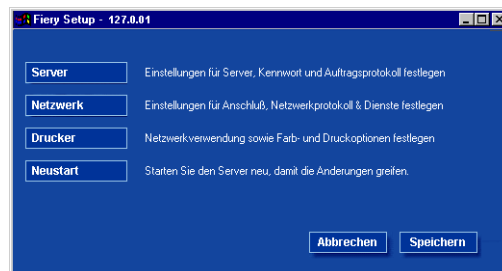 Fiery Setup - 127.0.01
Server Einstellungen für Server, Kennwort und Auftragsprotokoll festlegen
Netzwerk Einstellungen für Anschluß, Netzwerkprotokoll & Dienste festlegen
Drucker Netzwerkverwendung sowie Farb- und Druckoptionen festlegen
Neustart Starten Sie den Server neu, damit die Anderungen greifen.
Abbrechen Speichern